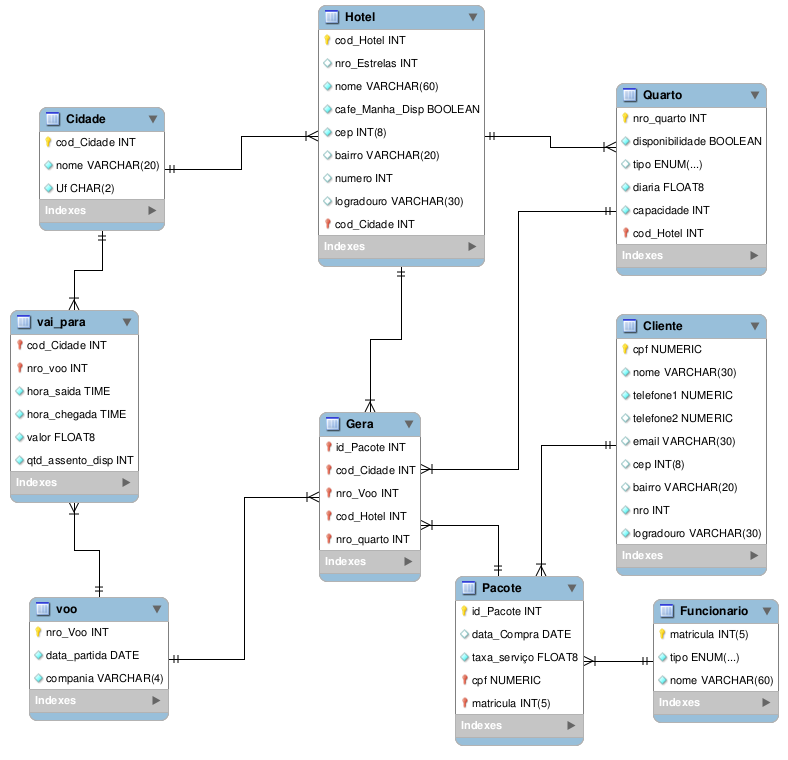 Hotel
cod_Hotel INT
nro_Estrelas INT
nome VARCHAR(60)
cafe_Manha_Disp BOOLEAN
cep INT(8)
bairro VARCHAR(20)
numero INT
logradouro VARCHAR(30)
cod_Cidade INT
Indexes
Cidade
cod_Cidade INT
nome VARCHAR(20)
Uf CHAR(2)
Indexes
Quarto
nro_quarto INT
disponibilidade BOOLEAN
tipo ENUM(...)
diaria FLOAT8
capacidade INT
cod_Hotel INT
Indexes
vai_para
cod_Cidade INT
nro_voo INT
hora_saida TIME
hora_chegada TIME
valor FLOAT8
qtd_assento_disp INT
Indexes
Cliente
cpf NUMERIC
nome VARCHAR(30)
telefone1 NUMERIC
telefone2 NUMERIC
email VARCHAR(30)
cep INT(8)
bairro VARCHAR(20)
nro INT
logradouro VARCHAR(30)
Indexes
Gera
id_Pacote INT
cod_Cidade INT
nro_Voo INT
cod_Hotel INT
nro_quarto INT
Indexes
voo
nro_Voo INT
data_partida DATE
compania VARCHAR(4)
Indexes
Pacote
id_Pacote INT
data_Compra DATE
taxa_serviço FLOAT8
cpf NUMERIC
matricula INT(5)
Indexes
Funcionario
matricula INT(5)
tipo ENUM(...)
nome VARCHAR(60)
Indexes